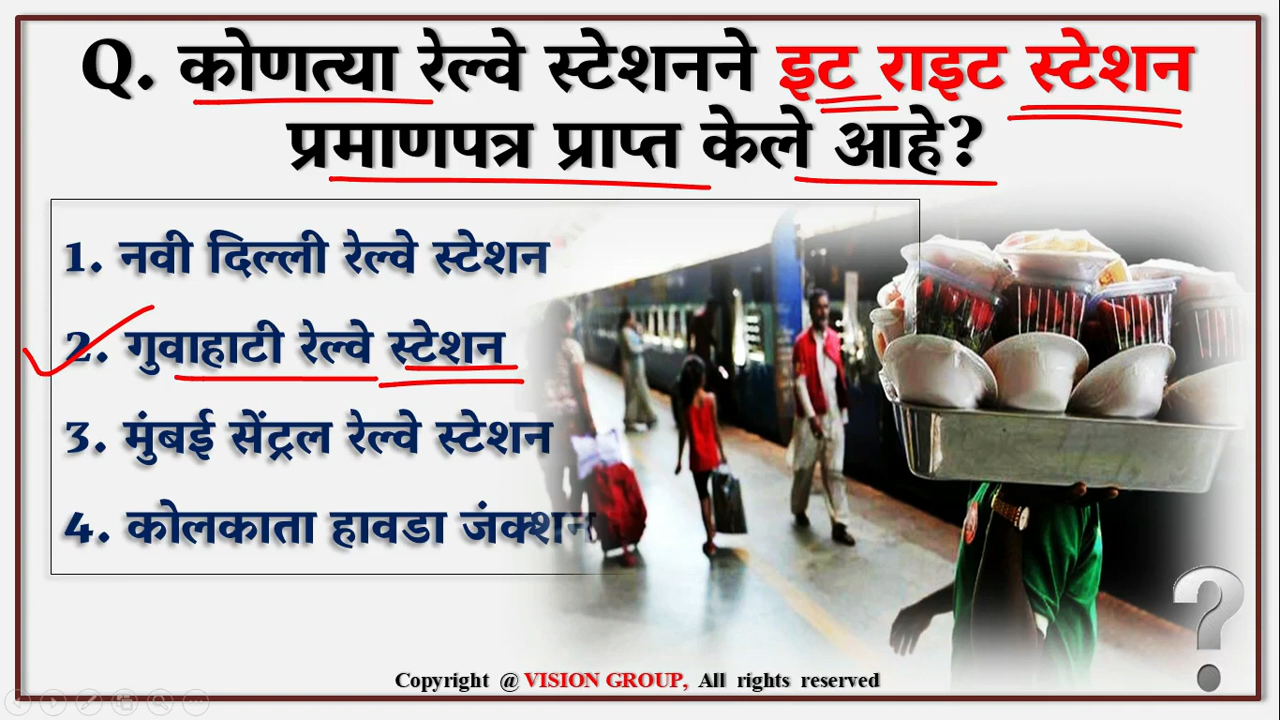 Q. कोणत्या रेल्वे स्टेशनने इट राइट स्टेशन
प्रमाणपत्र प्राप्त केले आहे?
1. नवी दिल्ली रेल्वे स्टेशन
2. गुवाहाटी रेल्वे स्टेशन
3. मुंबई सेंट्रल रेल्वे स्टेशन
4. कोलकाता हावडा जंक्शन
Copyright @ VISION GROUP, All rights reserved